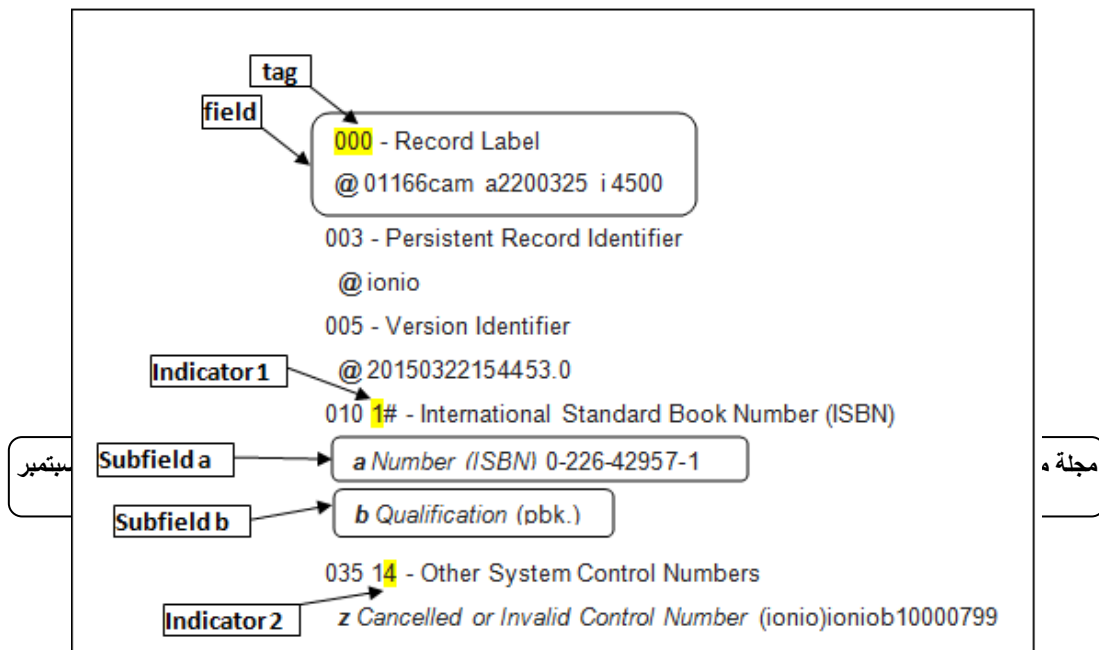 tag
field
000 - Record Label
@ 01166cam a2200325 i 4500
003 - Persistent Record Identifier
@ ionio
005 - Version Identifier
Indicator 1
@ 20150322154453.0
010 1# - International Standard Book Number (ISBN)
Subfield a
a Number (ISBN) 0-226-42957-1
مجلة
سبتمبر
Subfield b
b Qualification (pbk.)
035 14 - Other System Control Numbers
Indicator 2
z Cancelled or Invalid Control Number (ionio)ioniob10000799